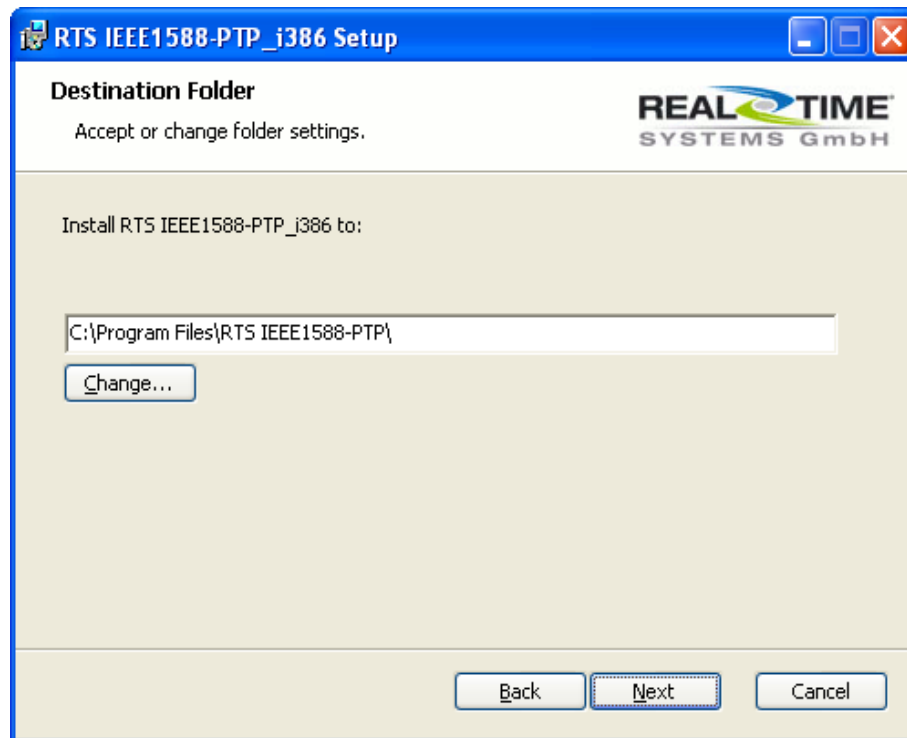 RTS IEEE1588-PTP_i386 Setup
Destination Folder
Accept or change folder settings.
REAL TIME
SYSTEMS GmbH
Install RTS IEEE1588-PTP_i386 to:
C:\Program Files\RTS IEEE1588-PTP\
Change...
Back Next Cancel